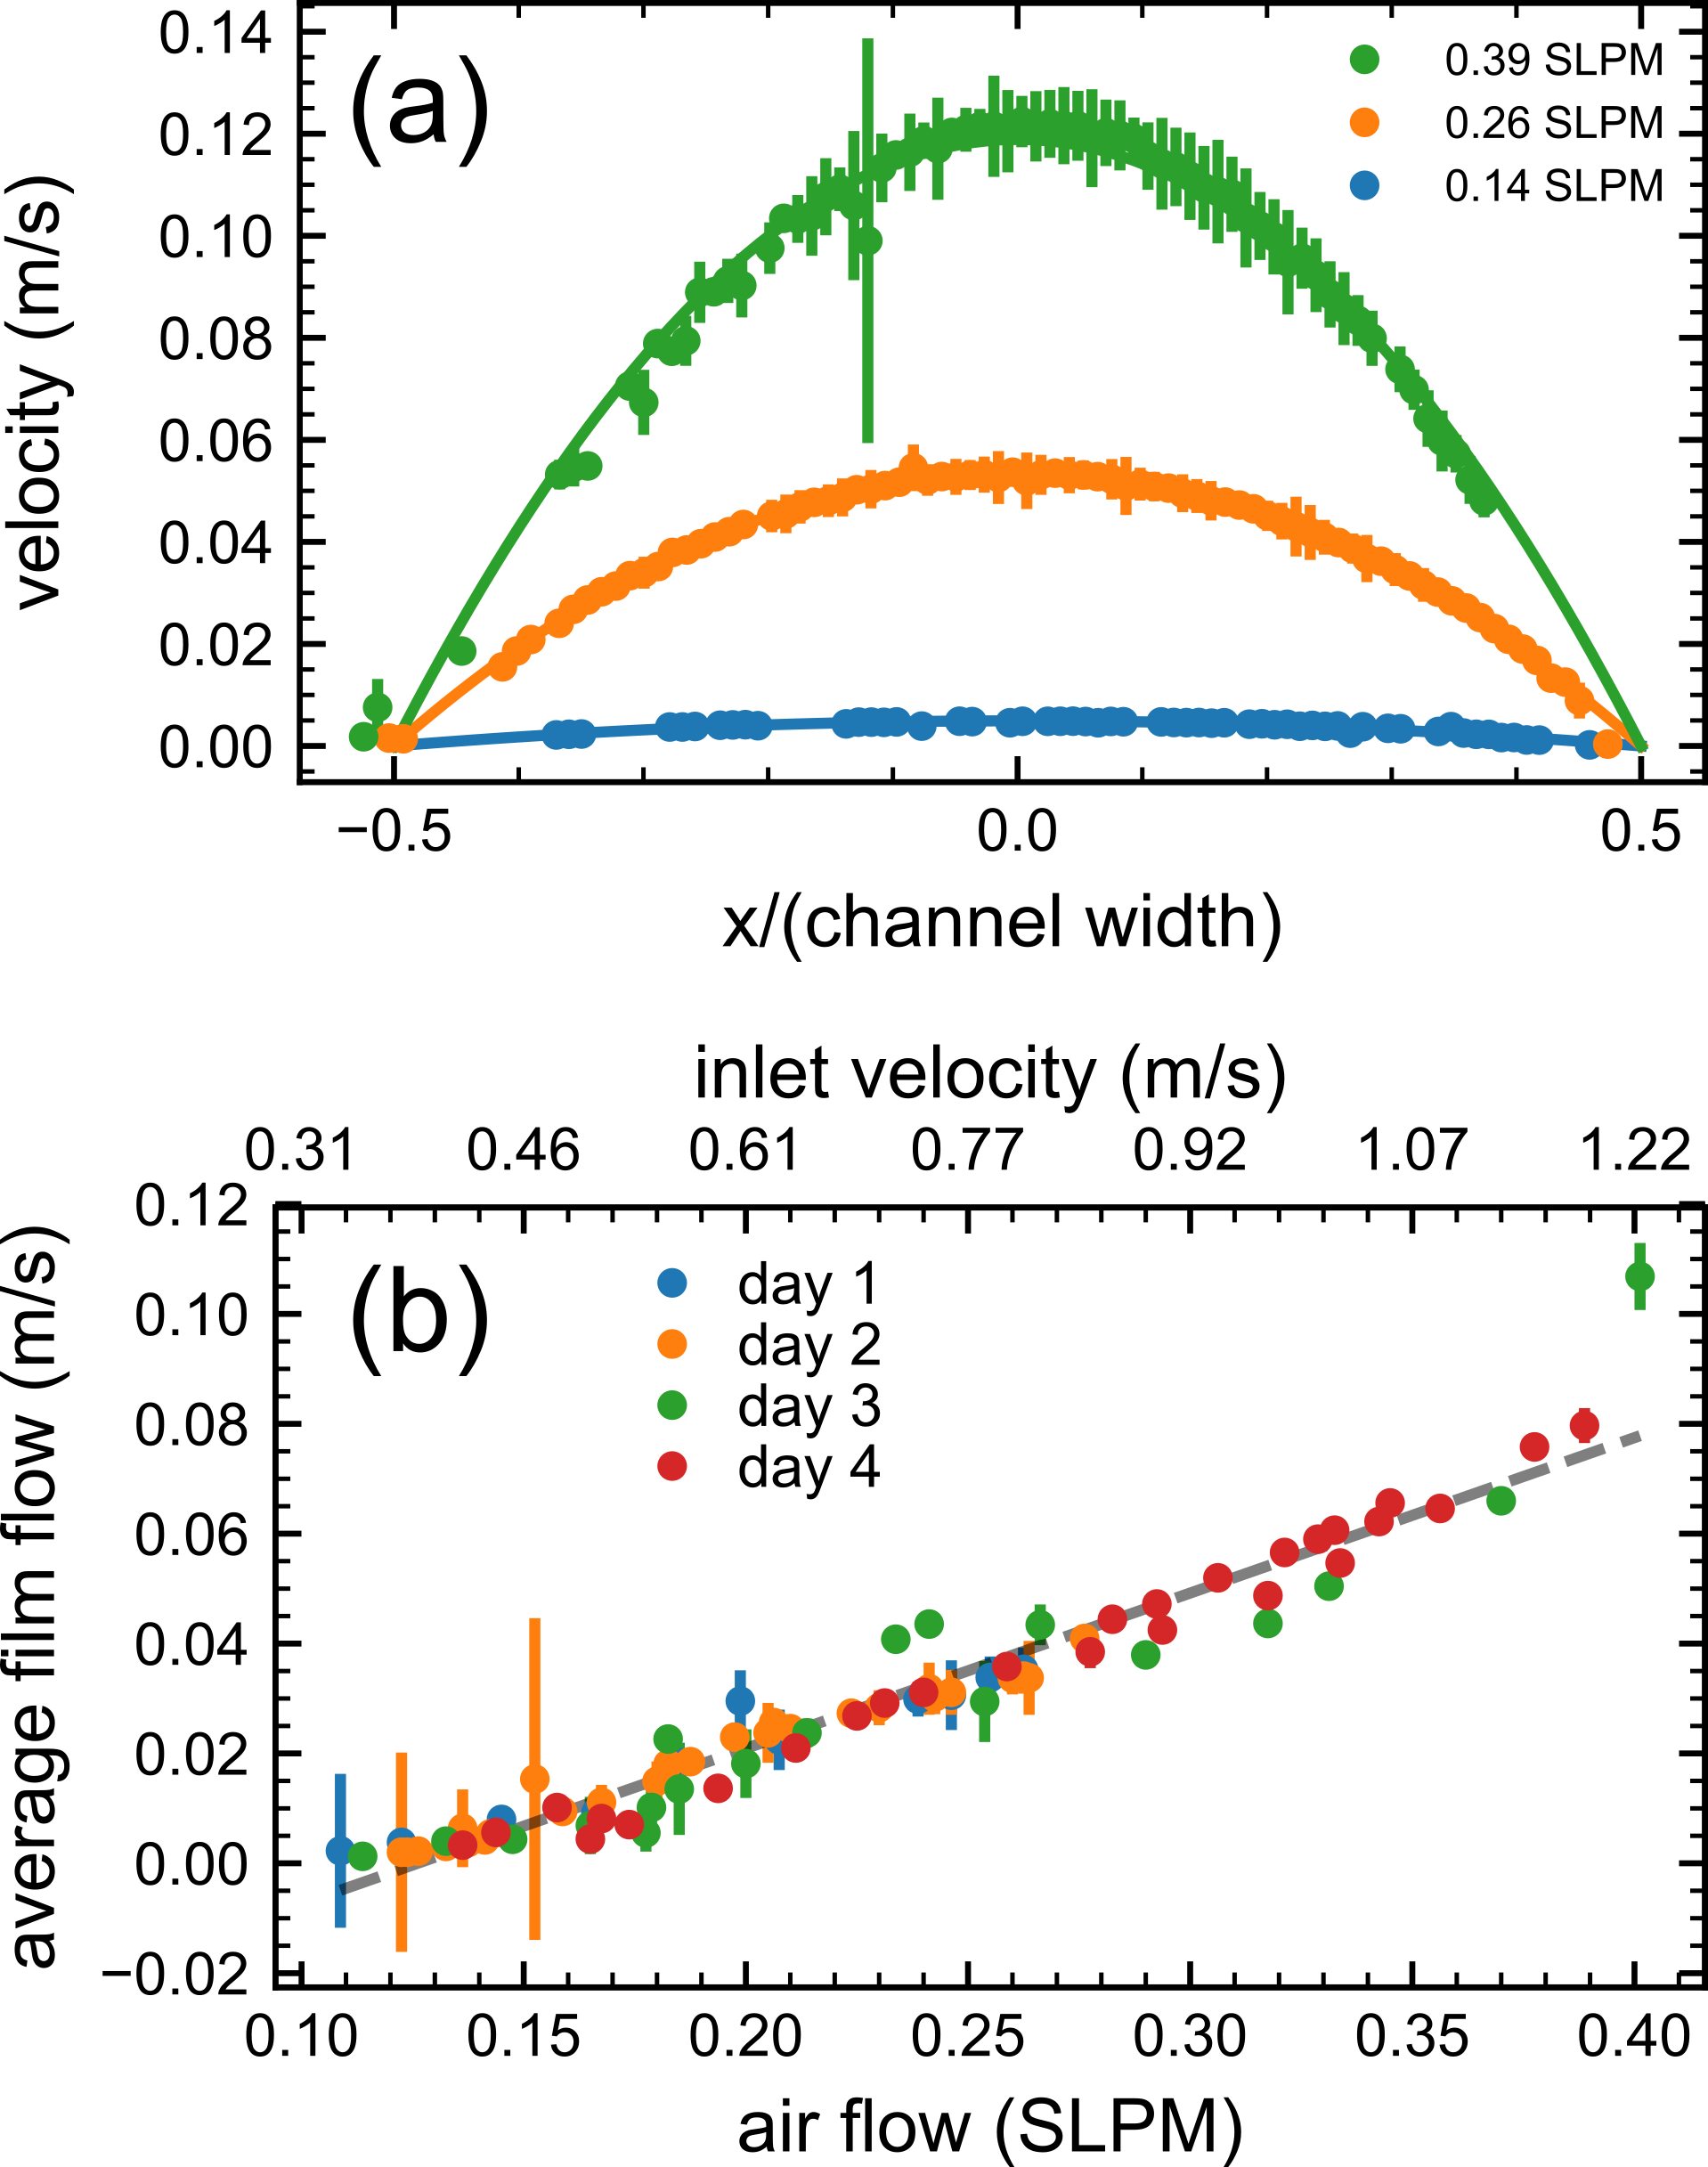 (a)
0.39 SLPM
0.26 SLPM
0.14 SLPM
velocity (m/s)
0.14
0.12
0.10
0.08
0.06
0.04
0.02
0.00
−0.5 0.0 0.5
x/(channel width)
inlet velocity (m/s)
0.31 0.46 0.61 0.77 0.92 1.07 1.22
(b)
day 1
day 2
day 3
day 4
average film flow (m/s)
0.12
0.10
0.08
0.06
0.04
0.02
0.00
−0.02
0.10 0.15 0.20 0.25 0.30 0.35 0.40
air flow (SLPM)